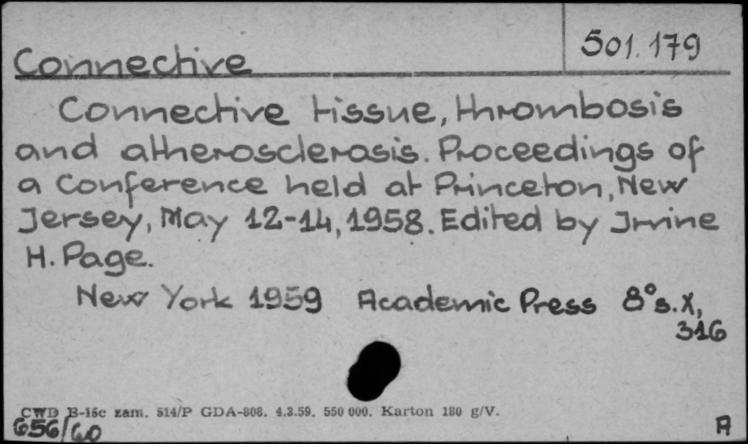 501.179
Connective
Connective tissue, thrombosis
and atherosclerosis. Proceedings of
a Conference held at Princeton, New
Jersey, May 12-14, 1958. Edited by Irvine
H. Page.
New York 1959 Academic Press 8° s. X,
316
CWD B-15c zam. 514/P GDA-808. 4.3.59. 550 000. Karton 180 g/V.
656/60
A